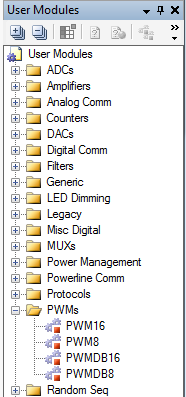 User Modules
User Modules
ADCs
Amplifiers
Analog Comm
Counters
DACs
Digital Comm
Filters
Generic
LED Dimming
Legacy
Misc Digital
MUXs
Power Management
Powerline Comm
Protocols
PWMs
PWM16
PWM8
PWMDB16
PWMDB8
Random Seq